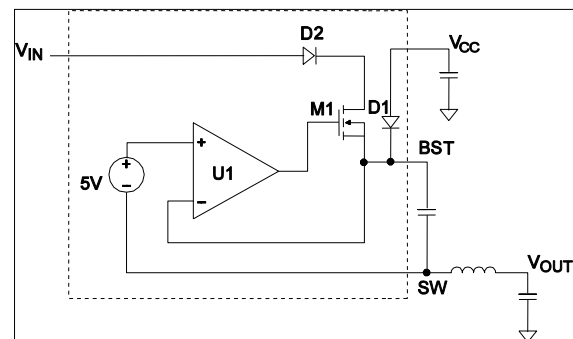 D2
VIN
VCC
M1
D1
BST
+
+
U1
5V
−
−
VOUT
SW